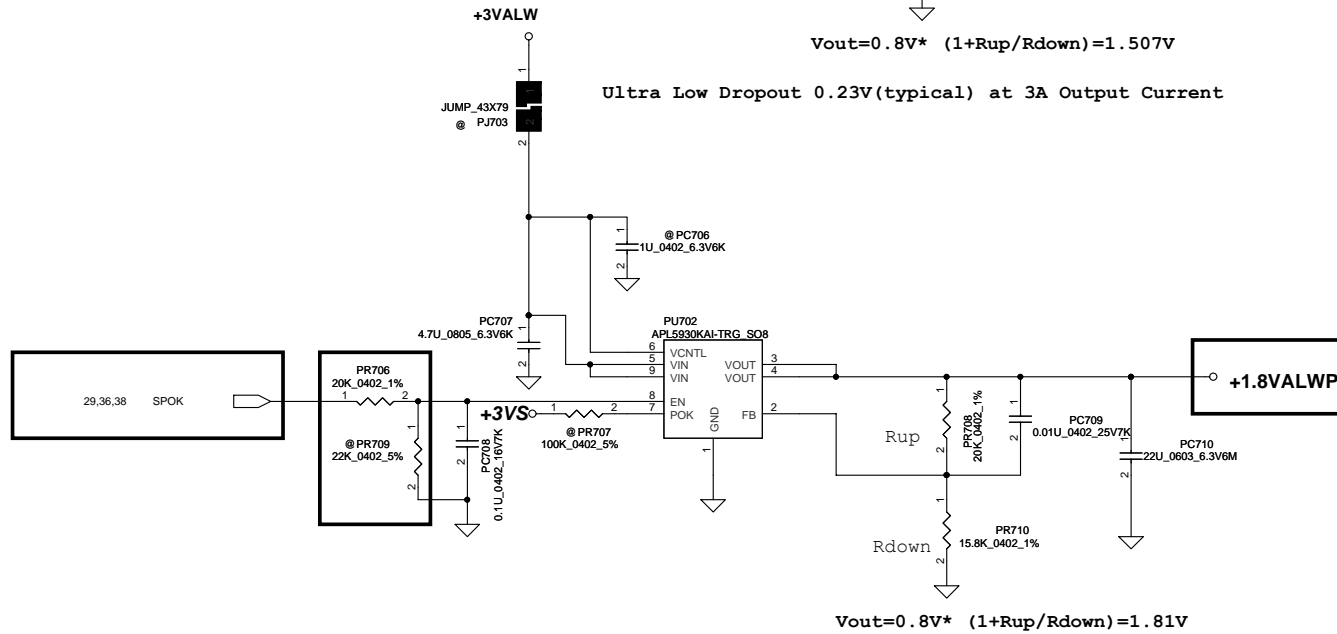 +3VALW
Vout=0.8V* (1+Rup/Rdown)=1.507V
Ultra Low Dropout 0.23V(typical) at 3A Output Current
1
1
JUMP_43X79
@ PJ703
2
2
1
@ PC706
1U_0402_6.3V6K
2
PC707
4.7U_0805_6.3V6K
1
2
PU702
APL5930KAI-TRG_SO8
6 VCNTL
5 VIN
9 VIN
VOUT 3
VOUT 4
8 EN
7 POK
GND
1
FB 2
29,36,38 SPOK
PR706
20K_0402_1%
1 2
@ PR709
22K_0402_5%
1
2
1
2
PC708
0.1U_0402_16V7K
+3VS
1 2
@ PR707
100K_0402_5%
Rup
1
2
PR708
20K_0402_1%
1
2
PC709
0.01U_0402_25V7K
1
2
PC710
22U_0603_6.3V6M
+1.8VALWP
Rdown
1
2
PR710
15.8K_0402_1%
Vout=0.8V* (1+Rup/Rdown)=1.81V